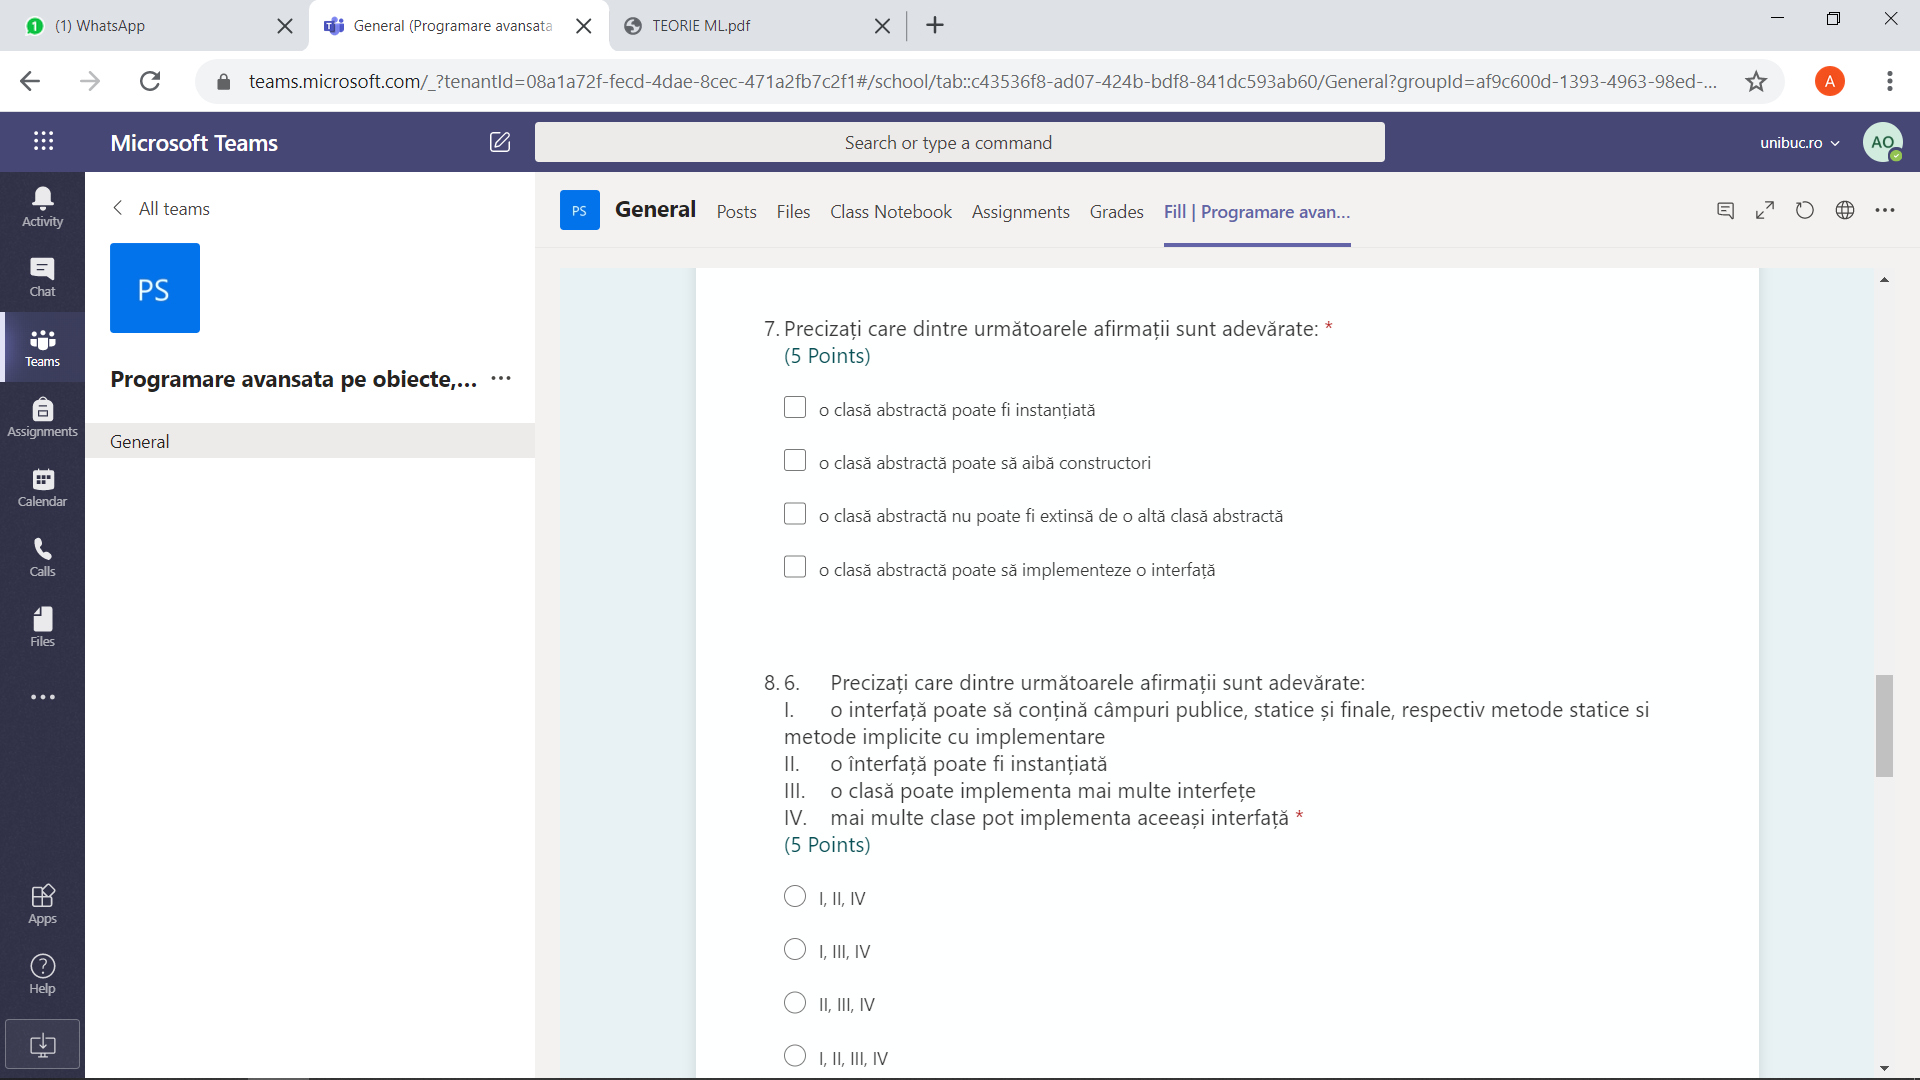 (1) WhatsApp
General (Programare avansata
TEORIE ML.pdf
teams.microsoft.com/_?tenantId=08a1a72f-fecd-4dae-8cec-471a2fb7c2f1#/school/tab::c43536f8-ad07-424b-bdf8-841dc593ab60/General?groupId=af9c600d-1393-4963-98ed-...
A
Microsoft Teams
Search or type a command
unibuc.ro
AO
Activity
Chat
Teams
Assignments
Calendar
Calls
Files
Apps
Help
All teams
PS
Programare avansata pe obiecte,...
General
PS
General
Posts
Files
Class Notebook
Assignments
Grades
Fill | Programare avan...
7. Precizați care dintre următoarele afirmații sunt adevărate: *
(5 Points)
o clasă abstractă poate fi instanțiată
o clasă abstractă poate să aibă constructori
o clasă abstractă nu poate fi extinsă de o altă clasă abstractă
o clasă abstractă poate să implementeze o interfață
8. 6. Precizați care dintre următoarele afirmații sunt adevărate:
I. o interfață poate să conțină câmpuri publice, statice și finale, respectiv metode statice si
metode implicite cu implementare
II. o înterfață poate fi instanțiată
III. o clasă poate implementa mai multe interfețe
IV. mai multe clase pot implementa aceeași interfață *
(5 Points)
I, II, IV
I, III, IV
II, III, IV
I, II, III, IV